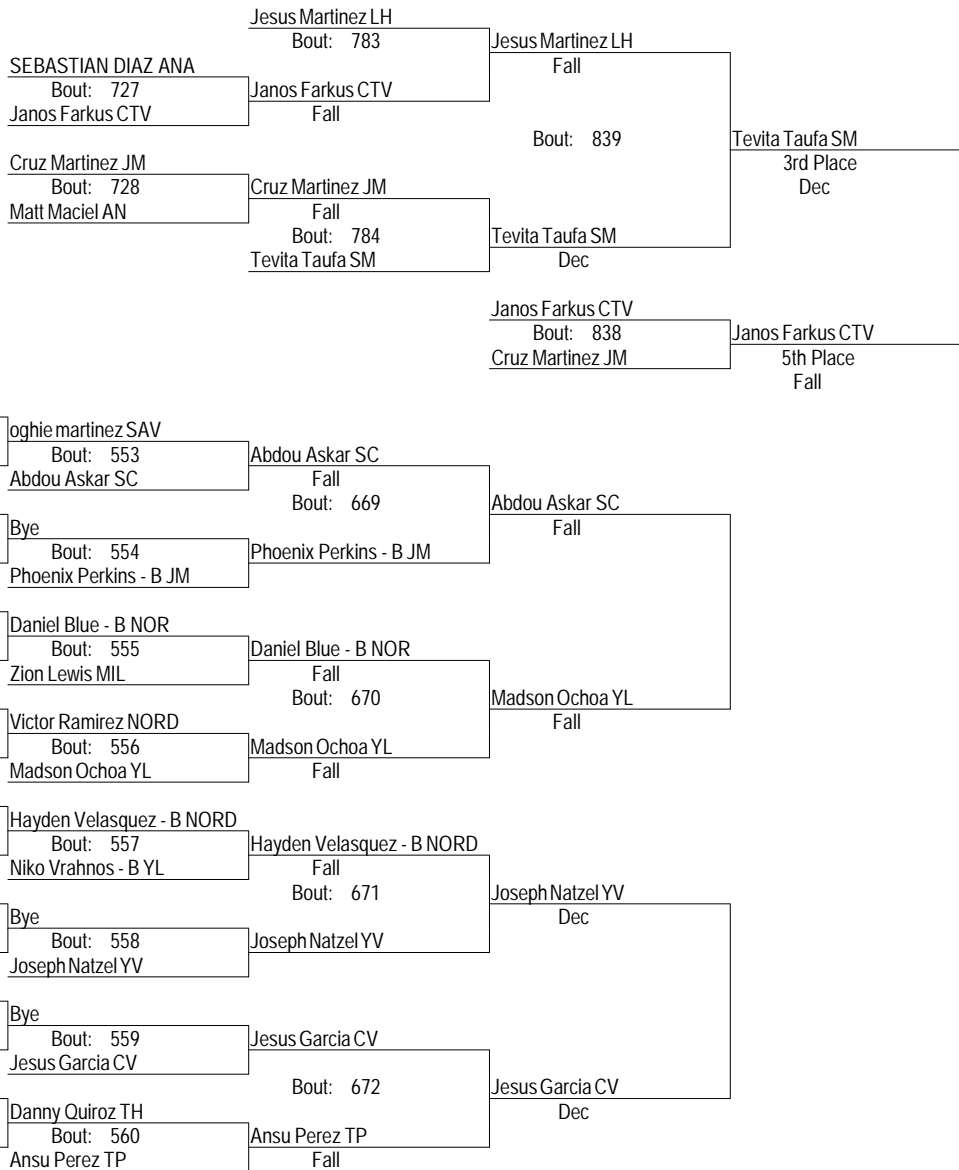 Jesus Martinez LH
Bout: 783
Jesus Martinez LH
Fall
SEBASTIAN DIAZ ANA
Bout: 727
Janos Farkus CTV
Janos Farkus CTV
Fall
Bout: 839
Tevita Taufa SM
3rd Place
Dec
Cruz Martinez JM
Bout: 728
Matt Maciel AN
Cruz Martinez JM
Fall
Bout: 784
Tevita Taufa SM
Tevita Taufa SM
Dec
Janos Farkus CTV
Bout: 838
Cruz Martinez JM
Janos Farkus CTV
5th Place
Fall
oghie martinez SAV
Bout: 553
Abdou Askar SC
Abdou Askar SC
Fall
Bout: 669
Abdou Askar SC
Fall
Bye
Bout: 554
Phoenix Perkins - B JM
Phoenix Perkins - B JM
Daniel Blue - B NOR
Bout: 555
Zion Lewis MIL
Daniel Blue - B NOR
Fall
Bout: 670
Madson Ochoa YL
Fall
Victor Ramirez NORD
Bout: 556
Madson Ochoa YL
Madson Ochoa YL
Fall
Hayden Velasquez - B NORD
Bout: 557
Niko Vrahnos - B YL
Hayden Velasquez - B NORD
Fall
Bout: 671
Joseph Natzel YV
Dec
Bye
Bout: 558
Joseph Natzel YV
Joseph Natzel YV
Bye
Bout: 559
Jesus Garcia CV
Jesus Garcia CV
Bout: 672
Jesus Garcia CV
Dec
Danny Quiroz TH
Bout: 560
Ansu Perez TP
Ansu Perez TP
Fall